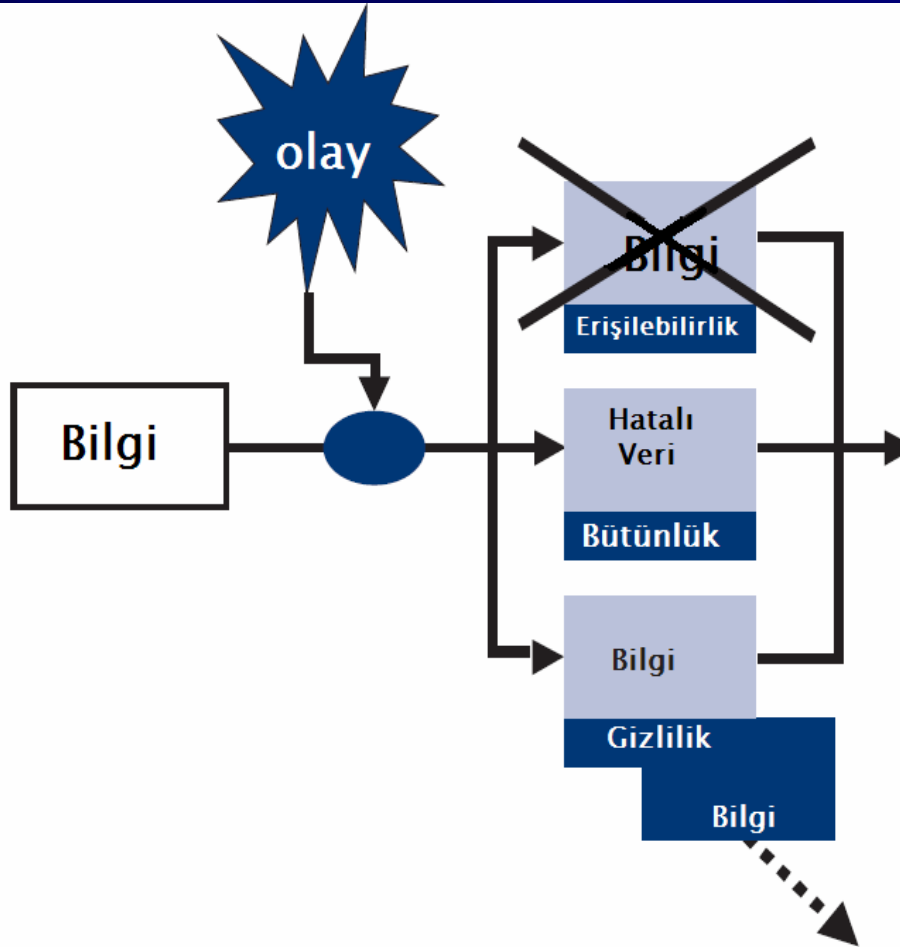 olay
Bilgi
Bilgi
Erişilebilirlik
Hatalı
Veri
Bütünlük
Bilgi
Gizlilik
Bilgi